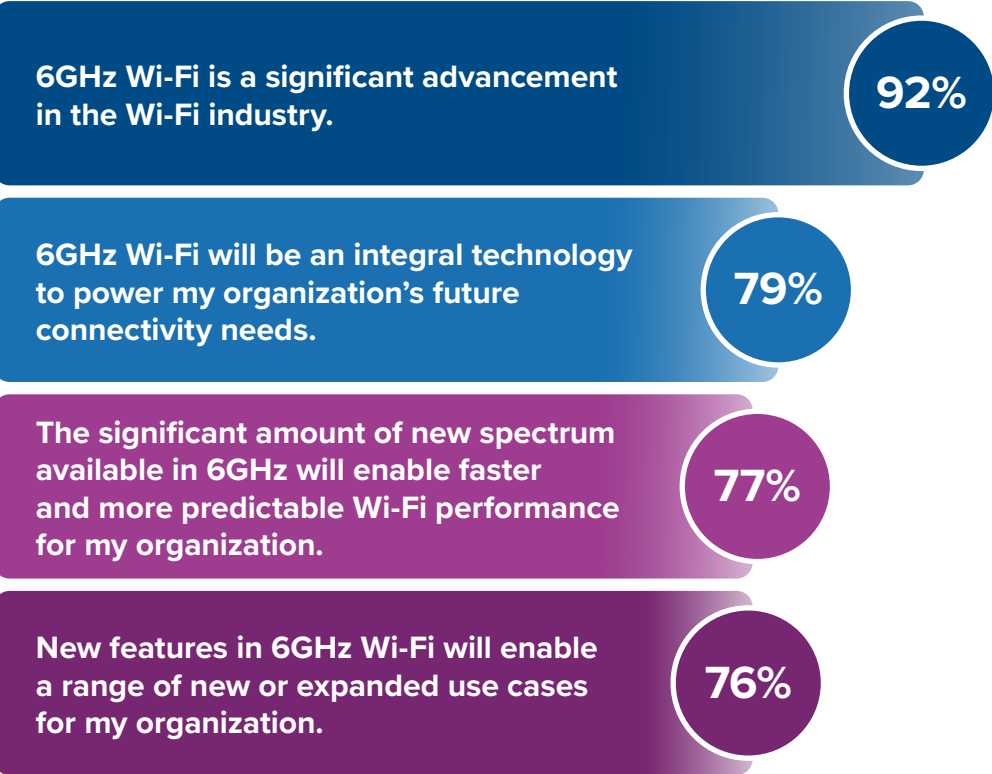 6GHz Wi-Fi is a significant advancement
in the Wi-Fi industry.
92%
6GHz Wi-Fi will be an integral technology
to power my organization’s future
connectivity needs.
79%
The significant amount of new spectrum
available in 6GHz will enable faster
and more predictable Wi-Fi performance
for my organization.
77%
New features in 6GHz Wi-Fi will enable
a range of new or expanded use cases
for my organization.
76%